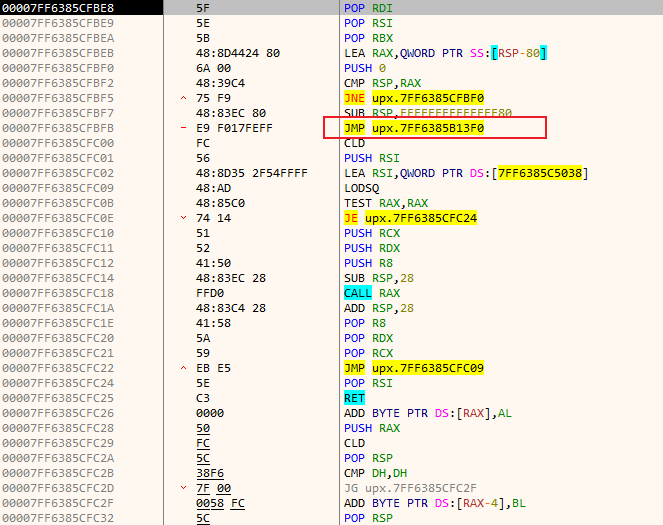 00007FF6385CFBE8 5F POP RDI
00007FF6385CFBE9 5E POP RSI
00007FF6385CFBEA 5B POP RBX
00007FF6385CFBEB 48:8D4424 80 LEA RAX,QWORD PTR SS:[RSP-80]
00007FF6385CFBF0 6A 00 PUSH 0
00007FF6385CFBF2 48:39C4 CMP RSP,RAX
00007FF6385CFBF5 75 F9 JNE upx.7FF6385CFBF0
00007FF6385CFBF7 48:83EC 80 SUB RSP,FFFFFFFFFFFFFF80
00007FF6385CFBFB E9 F017FEFF JMP upx.7FF6385B13F0
00007FF6385CFC00 FC CLD
00007FF6385CFC01 56 PUSH RSI
00007FF6385CFC02 48:8D35 2F54FFFF LEA RSI,QWORD PTR DS:[7FF6385C5038]
00007FF6385CFC09 48:AD LODSQ
00007FF6385CFC0B 48:85C0 TEST RAX,RAX
00007FF6385CFC0E 74 14 JE upx.7FF6385CFC24
00007FF6385CFC10 51 PUSH RCX
00007FF6385CFC11 52 PUSH RDX
00007FF6385CFC12 41:50 PUSH R8
00007FF6385CFC14 48:83EC 28 SUB RSP,28
00007FF6385CFC18 FFD0 CALL RAX
00007FF6385CFC1A 48:83C4 28 ADD RSP,28
00007FF6385CFC1E 41:58 POP R8
00007FF6385CFC20 5A POP RDX
00007FF6385CFC21 59 POP RCX
00007FF6385CFC22 EB E5 JMP upx.7FF6385CFC09
00007FF6385CFC24 5E POP RSI
00007FF6385CFC25 C3 RET
00007FF6385CFC26 0000 ADD BYTE PTR DS:[RAX],AL
00007FF6385CFC28 50 PUSH RAX
00007FF6385CFC29 FC CLD
00007FF6385CFC2A 5C POP RSP
00007FF6385CFC2B 38F6 CMP DH,DH
00007FF6385CFC2D 7F 00 JG upx.7FF6385CFC2F
00007FF6385CFC2F 0058 FC ADD BYTE PTR DS:[RAX-4],BL
00007FF6385CFC32 5C POP RSP